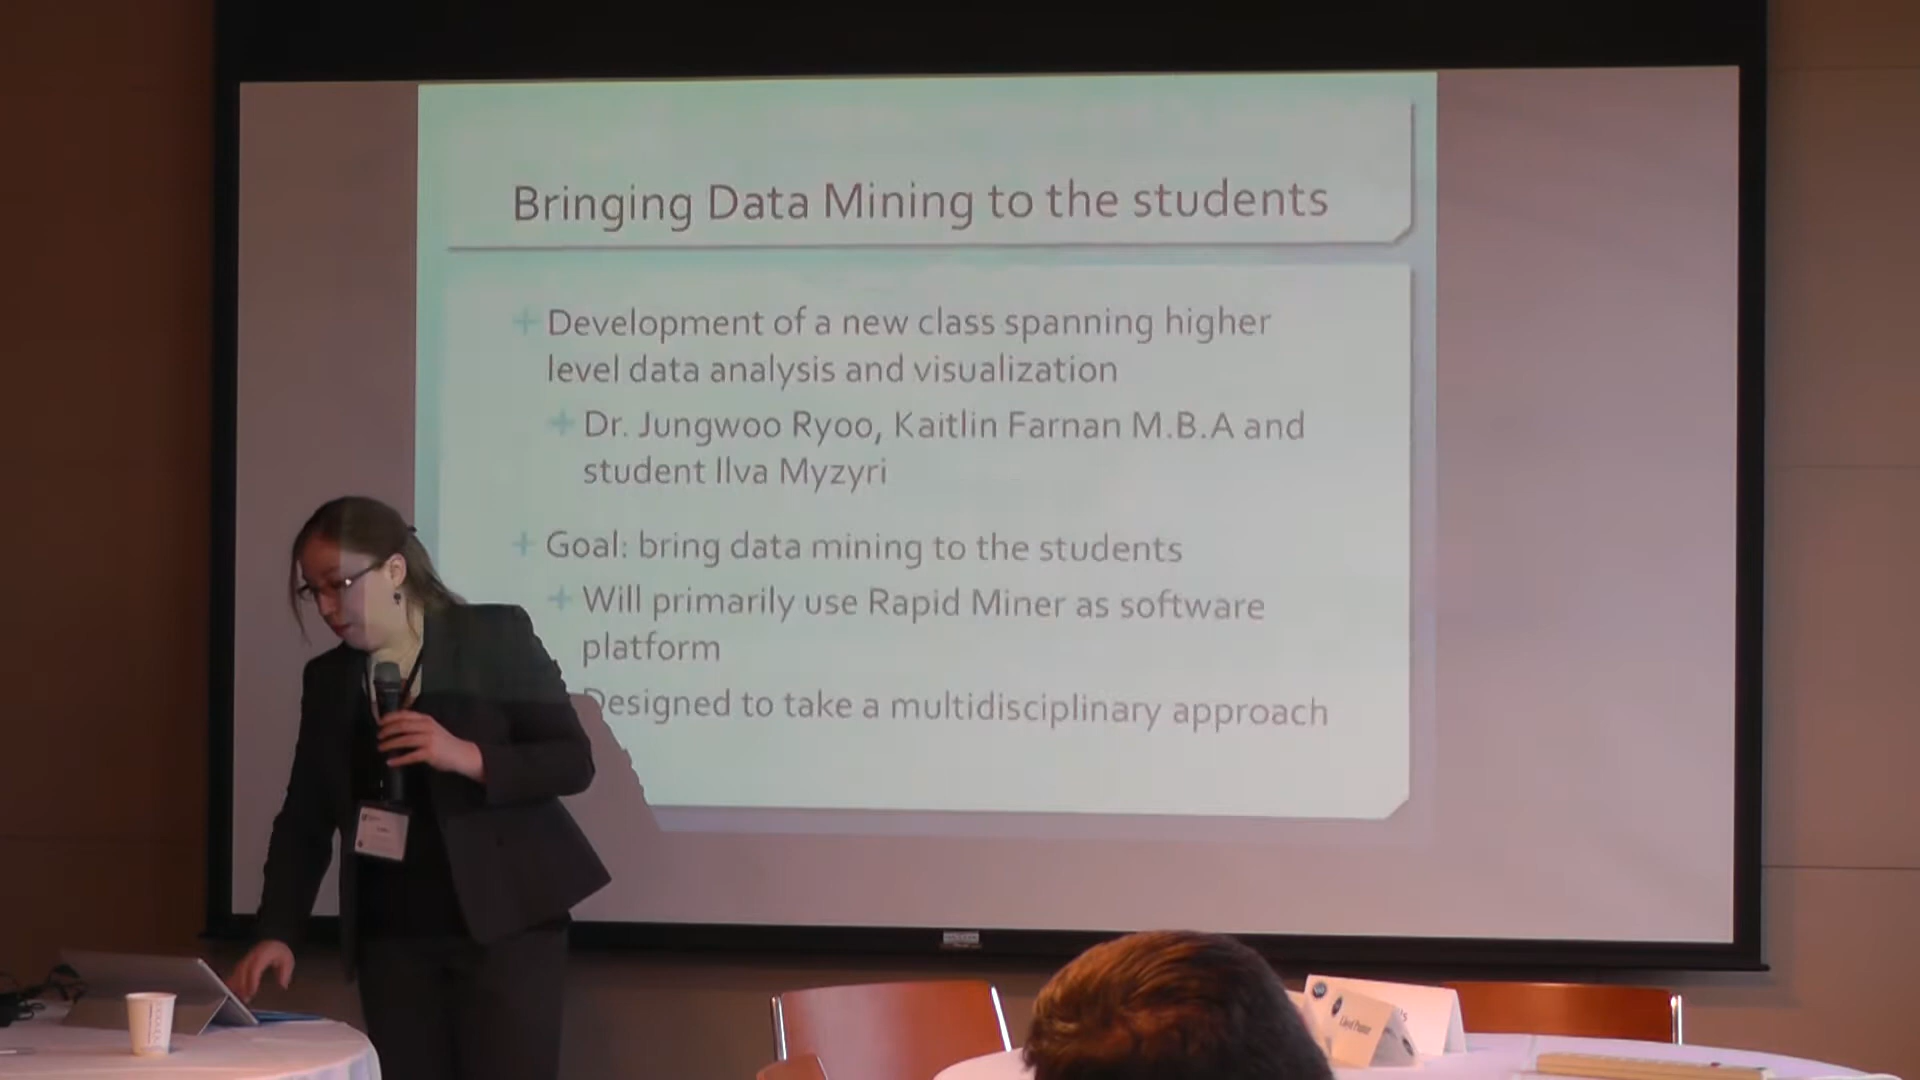 Bringing Data Mining to the students
Development of a new class spanning higher
level data analysis and visualization
Dr. Jungwoo Ryoo, Kaitlin Farnan M.B.A and
student Ilva Myzyri
Goal: bring data mining to the students
Will primarily use Rapid Miner as software
platform
Designed to take a multidisciplinary approach